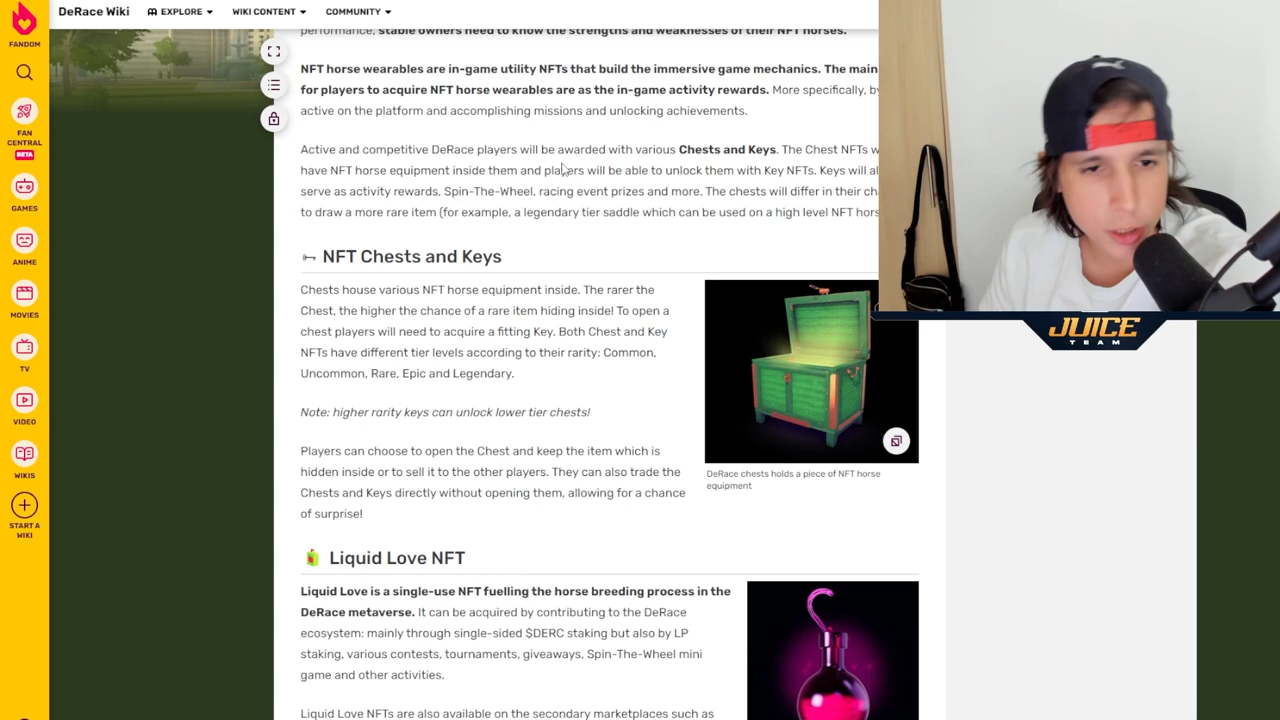 DeRace Wiki
EXPLORE
WIKI CONTENT
COMMUNITY
FANDOM
FAN
CENTRAL
BETA
GAMES
ANIME
MOVIES
TV
VIDEO
WIKIS
START A
WIKI
performance, stable owners need to know the strengths and weaknesses of their NFT horses.
NFT horse wearables are in-game utility NFTs that build the immersive game mechanics. The main
for players to acquire NFT horse wearables are as the in-game activity rewards. More specifically, by
active on the platform and accomplishing missions and unlocking achievements.
Active and competitive DeRace players will be awarded with various Chests and Keys. The Chest NFTs w
have NFT horse equipment inside them and players will be able to unlock them with Key NFTs. Keys will al
serve as activity rewards, Spin-The-Wheel, racing event prizes and more. The chests will differ in their cha
to draw a more rare item (for example, a legendary tier saddle which can be used on a high level NFT hors
NFT Chests and Keys
Chests house various NFT horse equipment inside. The rarer the
Chest, the higher the chance of a rare item hiding inside! To open a
chest players will need to acquire a fitting Key. Both Chest and Key
NFTs have different tier levels according to their rarity: Common,
Uncommon, Rare, Epic and Legendary.
Note: higher rarity keys can unlock lower tier chests!
Players can choose to open the Chest and keep the item which is
hidden inside or to sell it to the other players. They can also trade the
Chests and Keys directly without opening them, allowing for a chance
of surprise!
DeRace chests holds a piece of NFT horse
equipment
Liquid Love NFT
Liquid Love is a single-use NFT fuelling the horse breeding process in the
DeRace metaverse. It can be acquired by contributing to the DeRace
ecosystem: mainly through single-sided $DERC staking but also by LP
staking, various contests, tournaments, giveaways, Spin-The-Wheel mini
game and other activities.
Liquid Love NFTs are also available on the secondary marketplaces such as
JUICE
TEAM